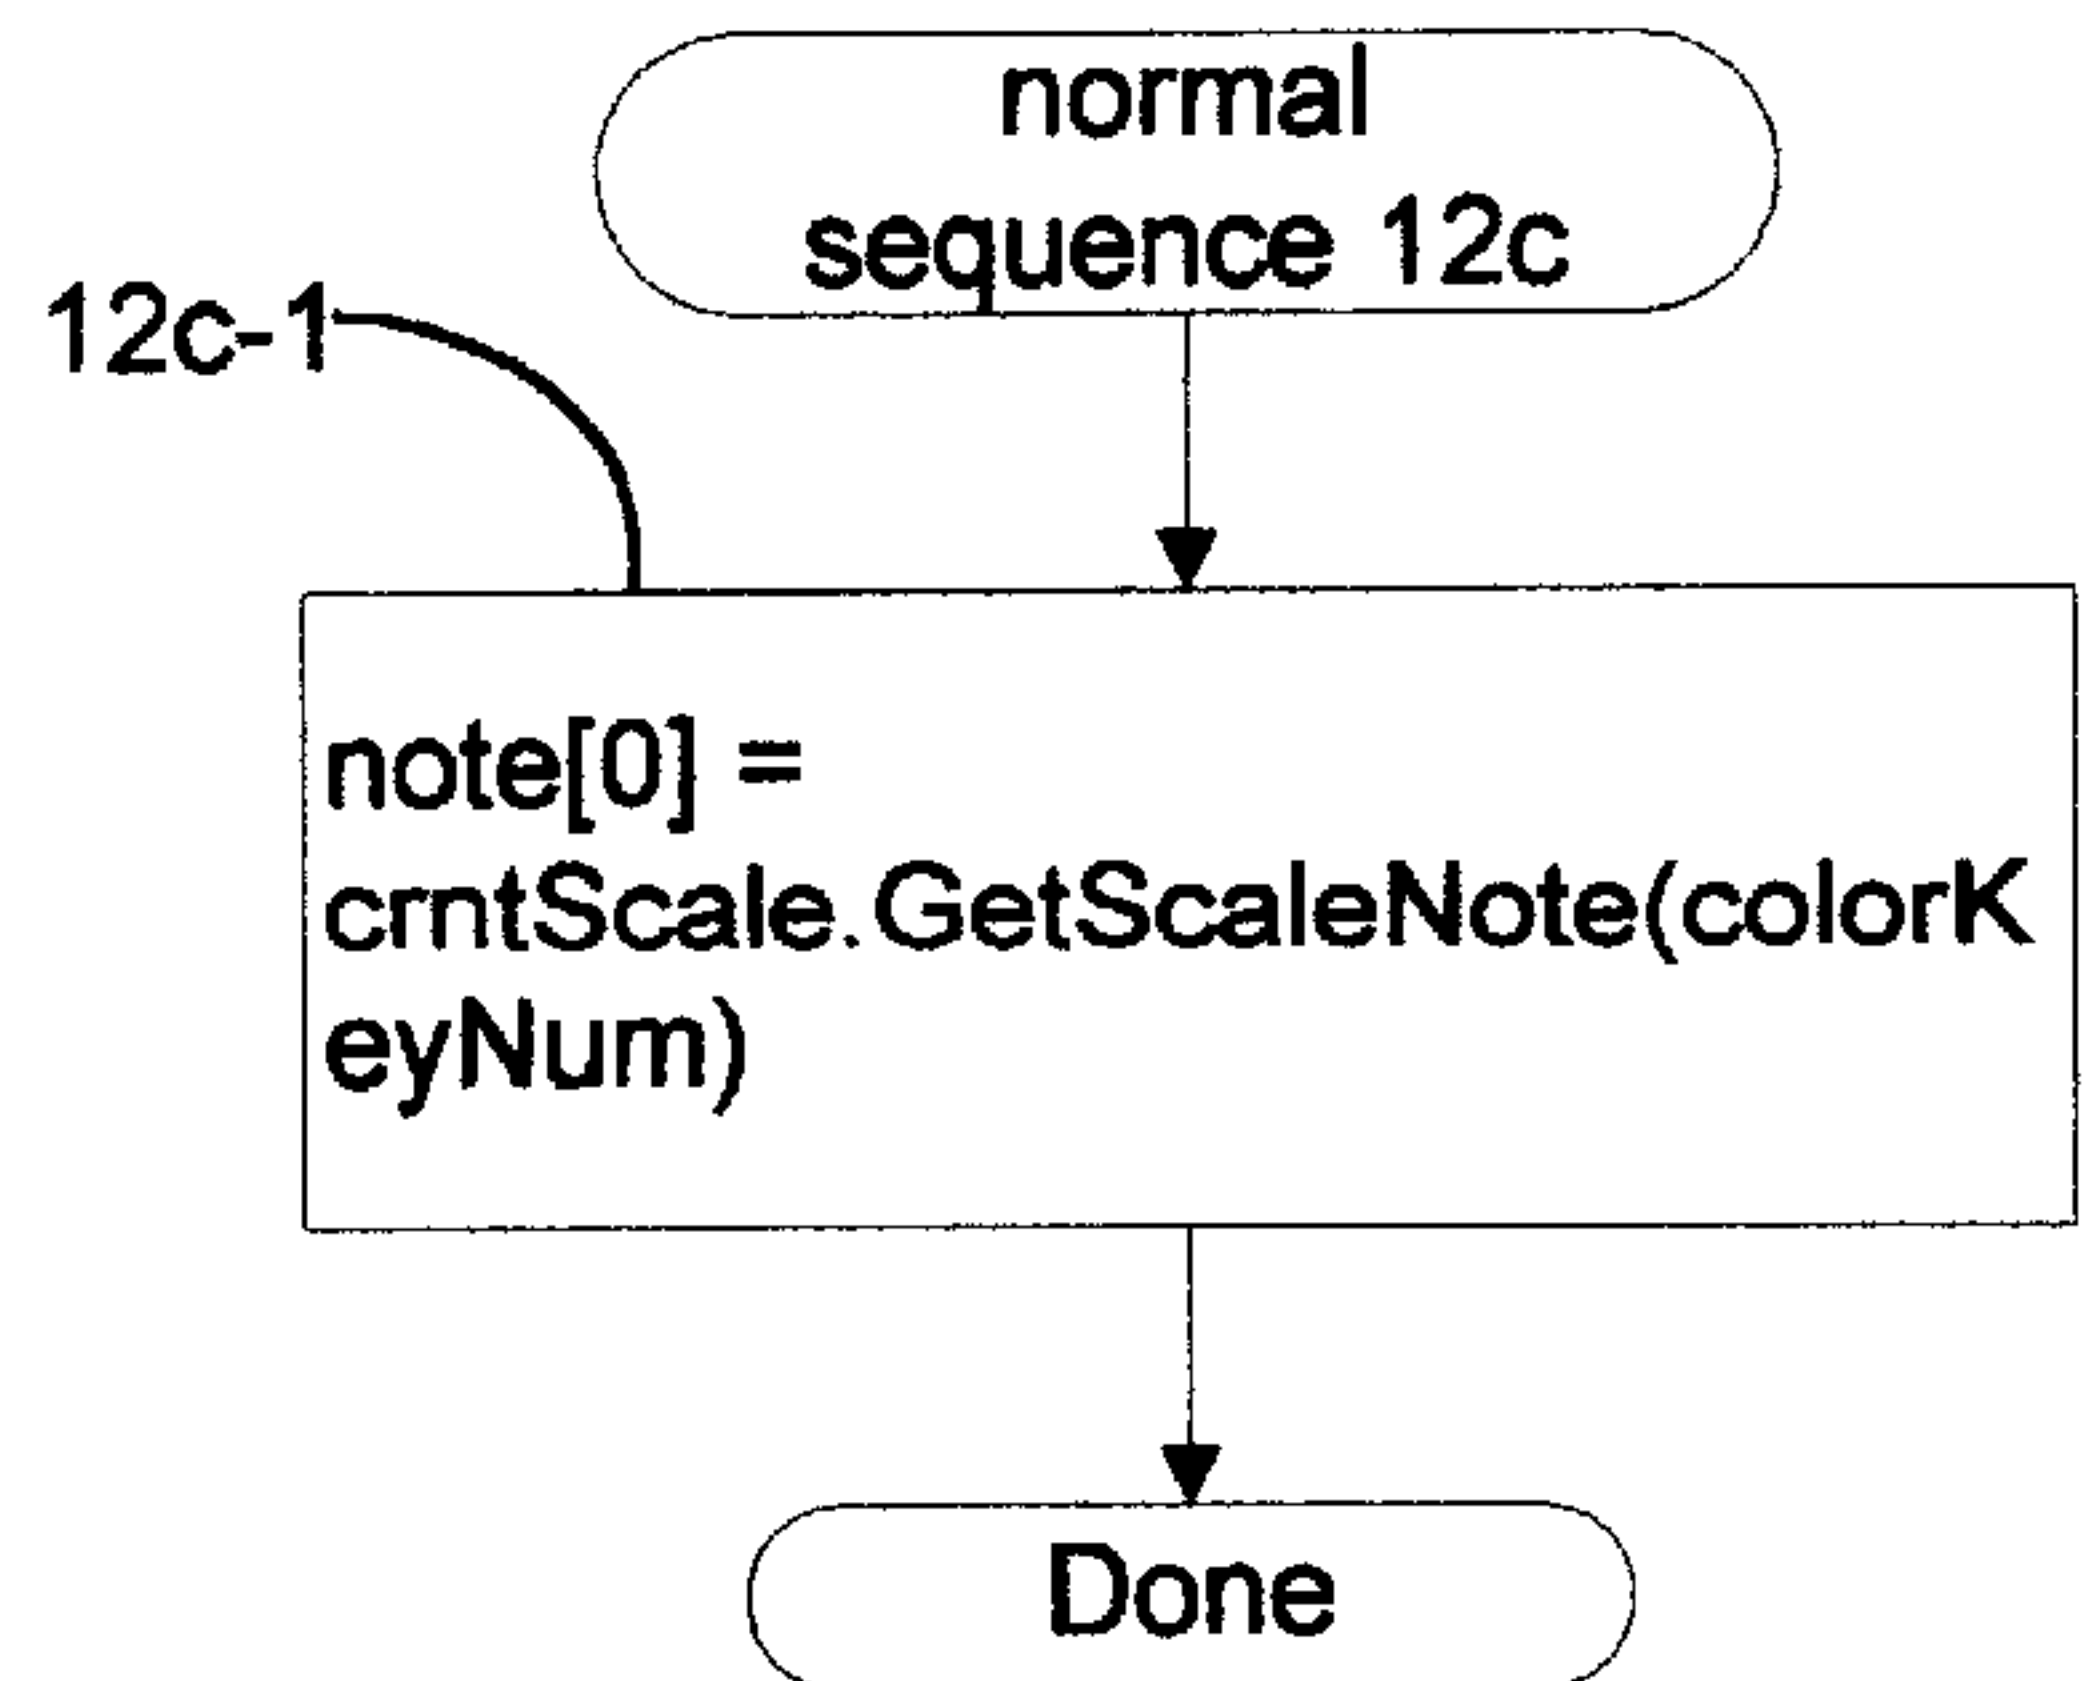 normal
sequence 12c
12c-1
note[0] =
crntScale.GetScaleNote(colorK
eyNum)
Done